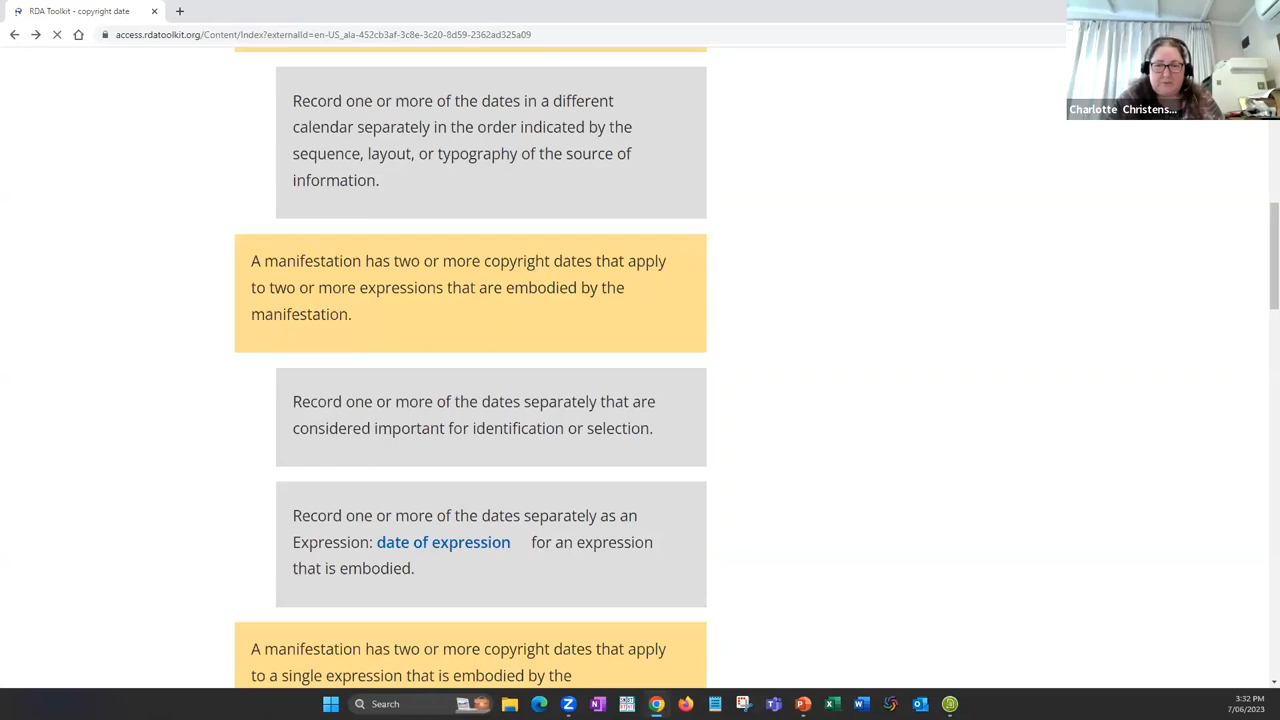 RDA Toolkit - copyright date
access.rdatoolkit.org/Content/Index?externalId=en-US_ala-452cb3af-3c8e-3c20-8d59-2362ad325a09
Charlotte Christens...
Record one or more of the dates in a different
calendar separately in the order indicated by the
sequence, layout, or typography of the source of
information.
A manifestation has two or more copyright dates that apply
to two or more expressions that are embodied by the
manifestation.
Record one or more of the dates separately that are
considered important for identification or selection.
Record one or more of the dates separately as an
Expression: date of expression for an expression
that is embodied.
A manifestation has two or more copyright dates that apply
to a single expression that is embodied by the
Search
3:32 PM
7/06/2023